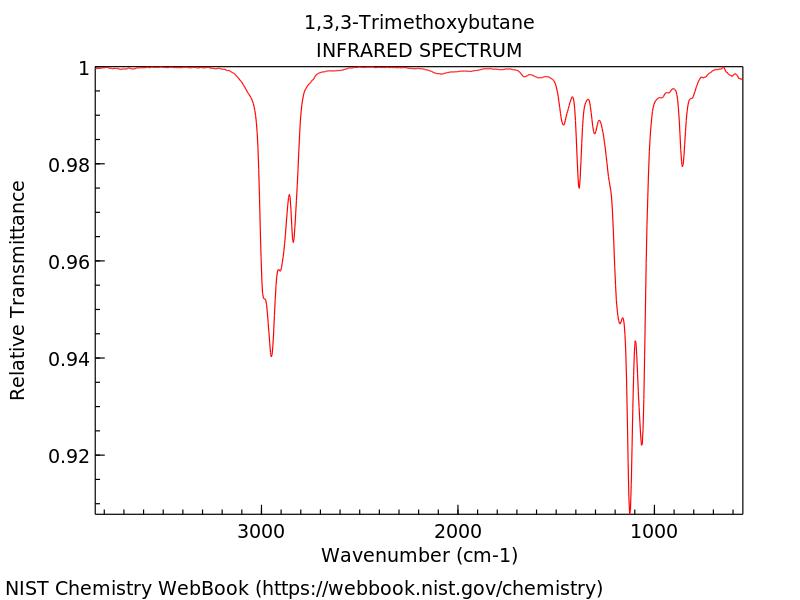 1,3,3-Trimethoxybutane
INFRARED SPECTRUM
1
0.98
0.96
0.94
0.92
Relative Transmittance
3000 2000 1000
Wavenumber (cm-1)
NIST Chemistry WebBook (https://webbook.nist.gov/chemistry)